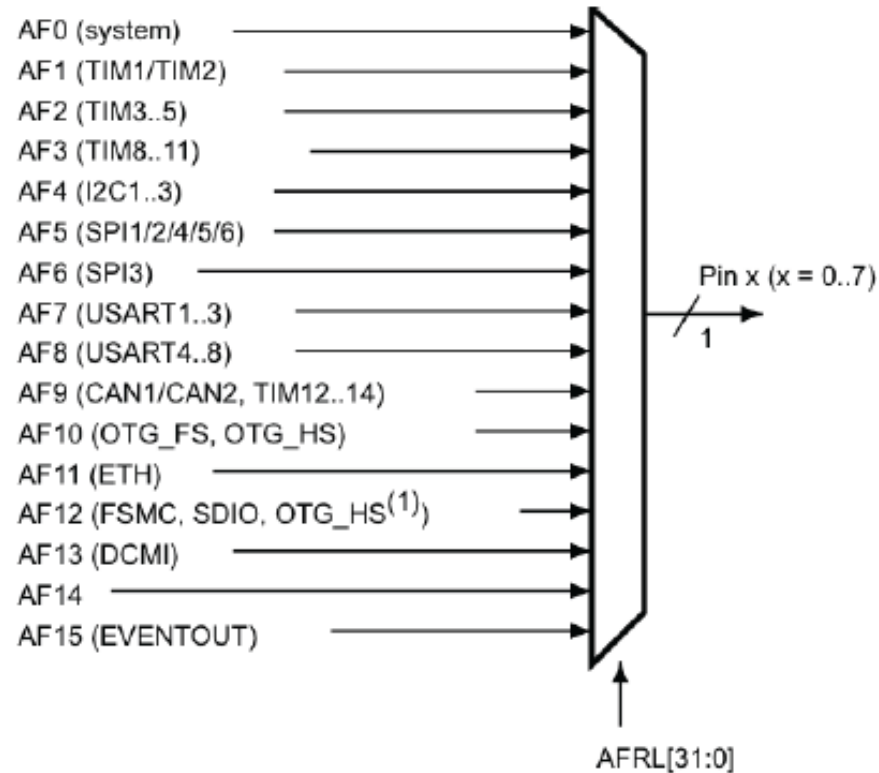 AF0 (system)
AF1 (TIM1/TIM2)
AF2 (TIM3..5)
AF3 (TIM8..11)
AF4 (I2C1..3)
AF5 (SPI1/2/4/5/6)
AF6 (SPI3)
AF7 (USART1..3)
AF8 (USART4..8)
AF9 (CAN1/CAN2, TIM12..14)
AF10 (OTG_FS, OTG_HS)
AF11 (ETH)
AF12 (FSMC, SDIO, OTG_HS(1))
AF13 (DCMI)
AF14
AF15 (EVENTOUT)
Pin x (x = 0..7)
1
AFRL[31:0]